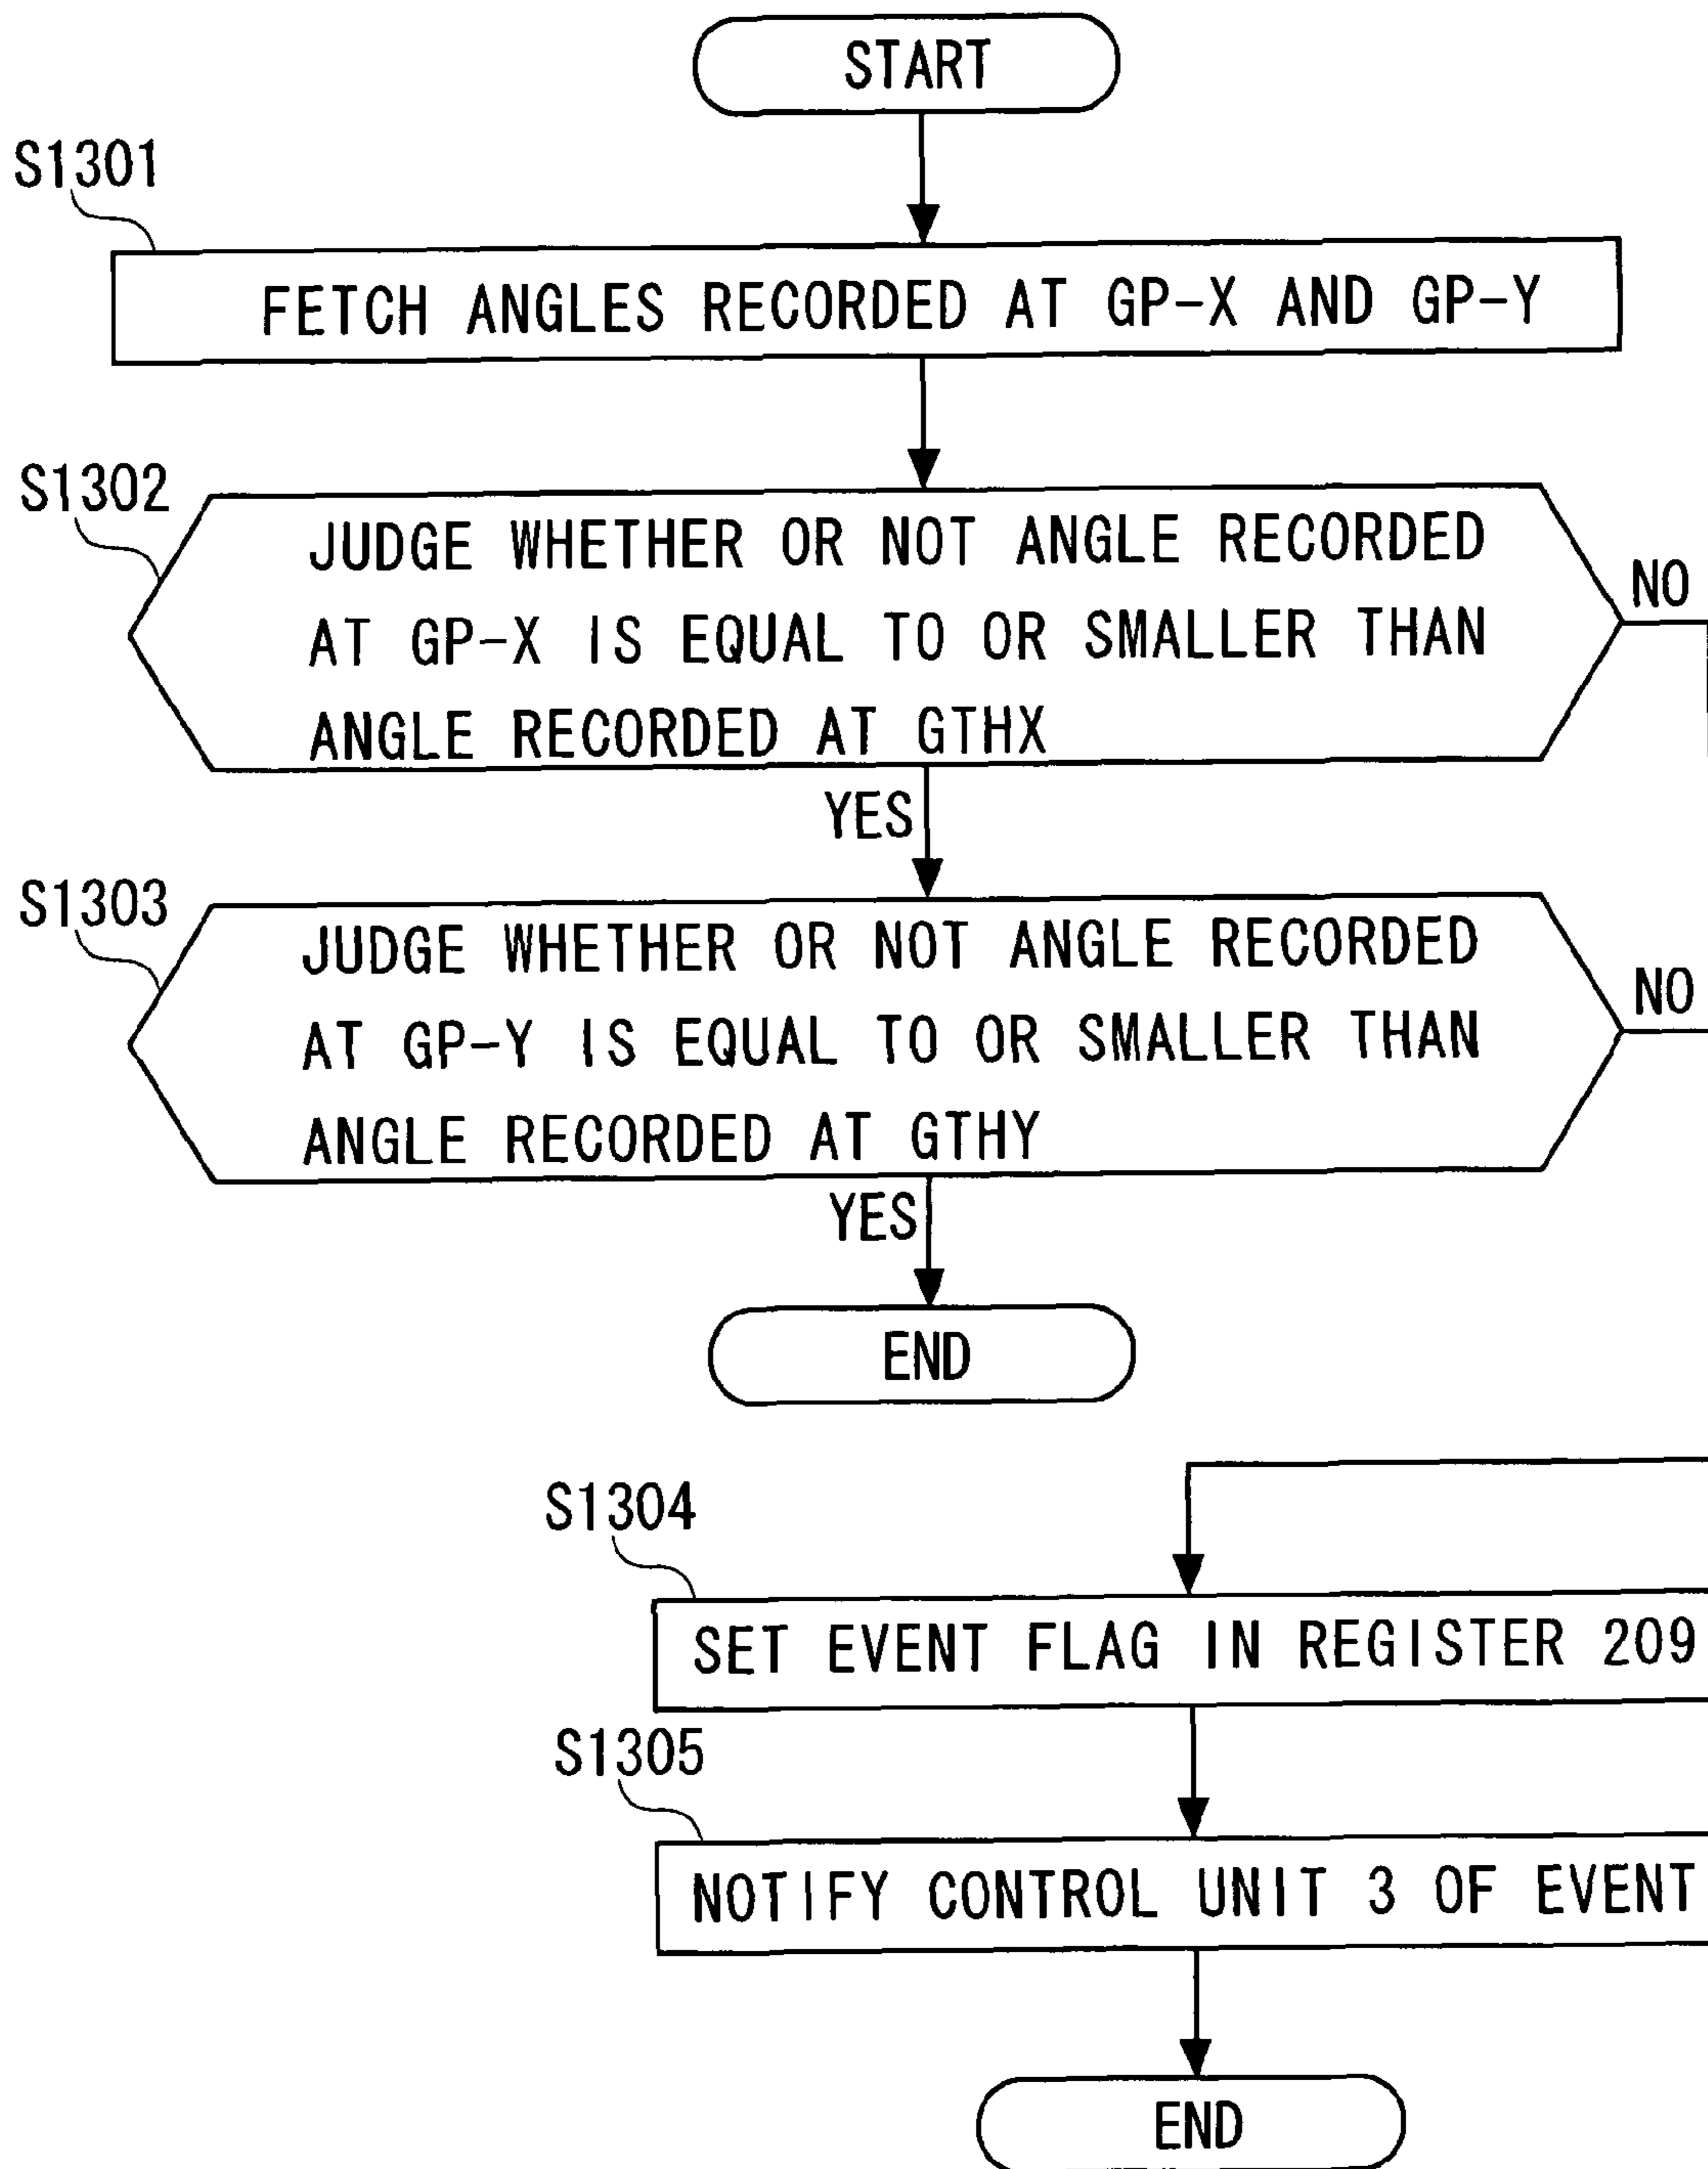 START
S1301
FETCH ANGLES RECORDED AT GP-X AND GP-Y
S1302
JUDGE WHETHER OR NOT ANGLE RECORDED
AT GP-X IS EQUAL TO OR SMALLER THAN
ANGLE RECORDED AT GTHX
NO
YES
S1303
JUDGE WHETHER OR NOT ANGLE RECORDED
AT GP-Y IS EQUAL TO OR SMALLER THAN
ANGLE RECORDED AT GTHY
NO
YES
END
S1304
SET EVENT FLAG IN REGISTER 209
S1305
NOTIFY CONTROL UNIT 3 OF EVENT
END